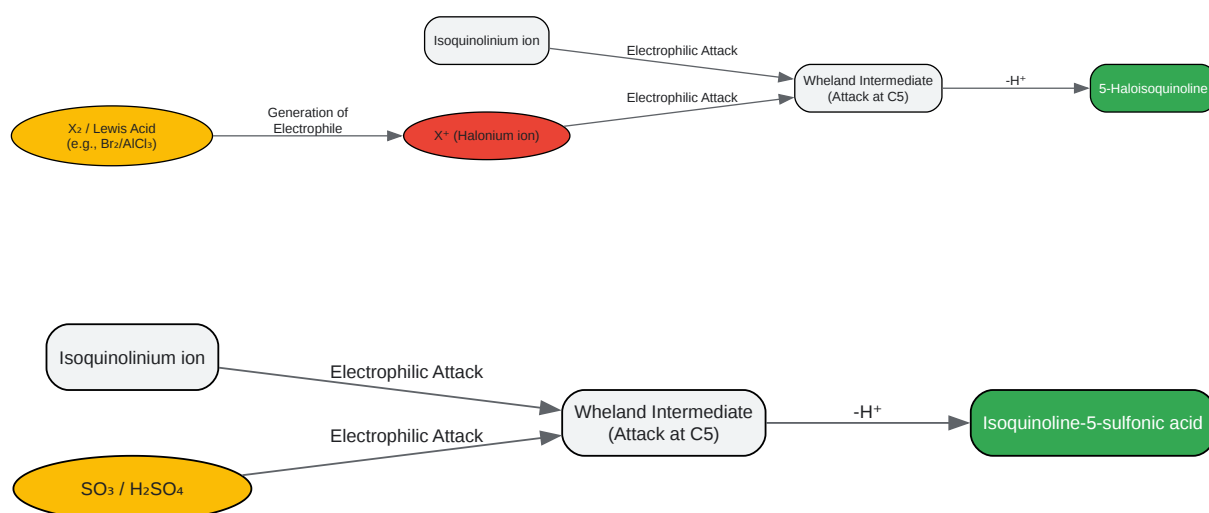 Isoquinolinium ion
Electrophilic Attack
Wheland Intermediate
(Attack at C5)
-H⁺
5-Haloisoquinoline
X₂ / Lewis Acid
(e.g., Br₂/AlCl₃)
Generation of
Electrophile
X⁺ (Halonium ion)
Electrophilic Attack
Isoquinolinium ion
Electrophilic Attack
Wheland Intermediate
(Attack at C5)
-H⁺
Isoquinoline-5-sulfonic acid
Electrophilic Attack
SO₃ / H₂SO₄